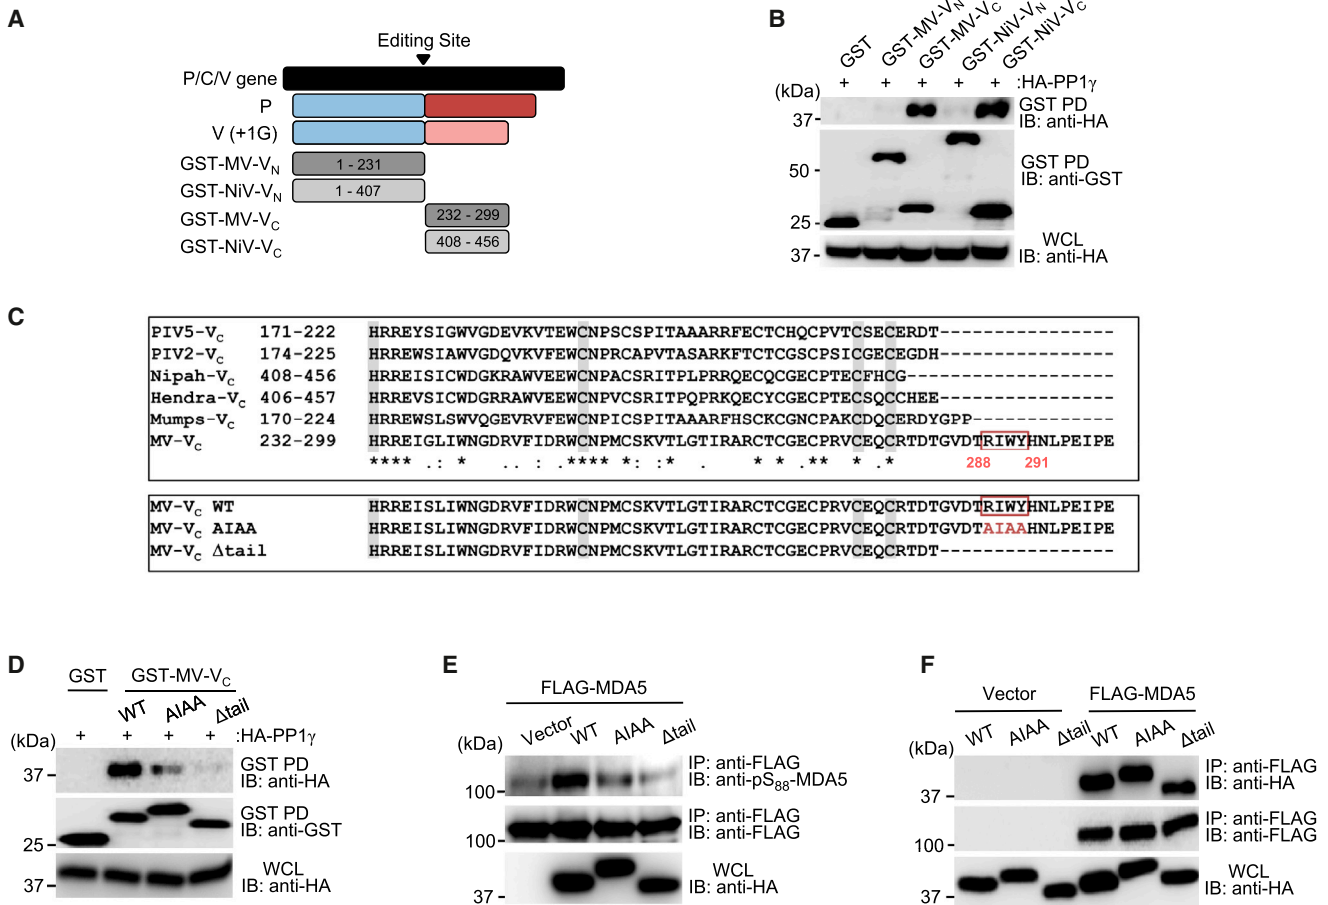 A
Editing Site
P/C/V gene
P
V (+1G)
GST-MV-VN 1 - 231
GST-NiV-VN 1 - 407
GST-MV-VC 232 - 299
GST-NiV-VC 408 - 456
B
GST GST-MV-VN GST-MV-VC GST-NiV-VN GST-NiV-VC
+ + + + + :HA-PP1γ
(kDa)
37 GST PD
IB: anti-HA
50 GST PD
IB: anti-GST
25
37 WCL
IB: anti-HA
C
PIV5-VC 171-222 HRREYSIGWVGDEVKVTEWCNPSCSPITAAARRFECTCHQCPVTCSECERDT----------------
PIV2-VC 174-225 HRREWSIAWVGDQVKVFEWCNPRCAPVTASARKFTCTCGSCPSICGECEGDH----------------
Nipah-VC 408-456 HRREISICWDGKRAWVEEWCNPACSRITPLPRRQECQCGECPTECFHCG-------------------
Hendra-VC 406-457 HRREVSICWDGRRAWVEEWCNPVCSRITPQPRKQECYCGECPTECSQCCHEE----------------
Mumps-VC 170-224 HRREWSLSWVQGEVRVFEWCNPICSPITAAARFHSCKCGNCPAKCDQCERDYGPP-------------
MV-VC 232-299 HRREIGLIWNGDRVFIDRWCNPMCSKVTLGTIRARCTCGECPRVCEQCRTDTGVDTRIWYHNLPEIPE
**** .: * .. : .**** *: : * . * * ** * .*
288 291
MV-VC WT HRREISLIWNGDRVFIDRWCNPMCSKVTLGTIRARCTCGECPRVCEQCRTDTGVDTRIWYHNLPEIPE
MV-VC AIAA HRREISLIWNGDRVFIDRWCNPMCSKVTLGTIRARCTCGECPRVCEQCRTDTGVDTAIAAHNLPEIPE
MV-VC Δtail HRREISLIWNGDRVFIDRWCNPMCSKVTLGTIRARCTCGECPRVCEQCRTDT----------------
D
GST GST-MV-VC
WT AIAA Δtail
+ + + + :HA-PP1γ
(kDa)
37 GST PD
IB: anti-HA
GST PD
IB: anti-GST
25
WCL
37 IB: anti-HA
E
FLAG-MDA5
Vector WT AIAA Δtail
(kDa)
IP: anti-FLAG
IB: anti-pS88-MDA5
100
IP: anti-FLAG
IB: anti-FLAG
100
WCL
IB: anti-HA
37
F
Vector FLAG-MDA5
WT AIAA Δtail WT AIAA Δtail
(kDa)
IP: anti-FLAG
IB: anti-HA
37
IP: anti-FLAG
IB: anti-FLAG
100
WCL
IB: anti-HA
37